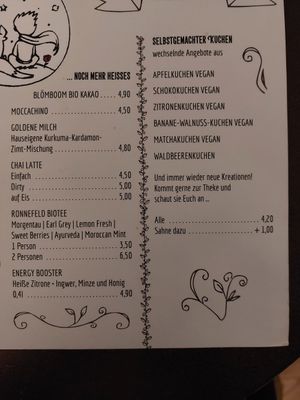 ... NOCH MEHR HEISSES
BLÖMBOOM BIO KAKAO .... 4,90
MOCCACHINO .... 4,50
GOLDENE MILCH
Hauseigene Kurkuma-Kardamon-
Zimt-Mischung .... 4,80
CHAI LATTE
Einfach .... 4,50
Dirty .... 5,00
auf Eis .... 5,00
RONNEFELD BIOTEE
Morgentau | Earl Grey | Lemon Fresh |
Sweet Berries | Ayurveda | Moroccan Mint
1 Person .... 3,50
2 Personen .... 6,50
ENERGY BOOSTER
Heiße Zitrone - Ingwer, Minze und Honig
0,4l .... 4,90
SELBSTGEMACHTER KUCHEN
wechselnde Angebote aus
APFELKUCHEN VEGAN
SCHOKOKUCHEN VEGAN
ZITRONENKUCHEN VEGAN
BANANE-WALNUSS-KUCHEN VEGAN
MATCHAKUCHEN VEGAN
WALDBEERENKUCHEN
Und immer wieder neue Kreationen!
Kommt gerne zur Theke und
schaut sie Euch an ..
Alle .... 4,20
Sahne dazu .... + 1,00